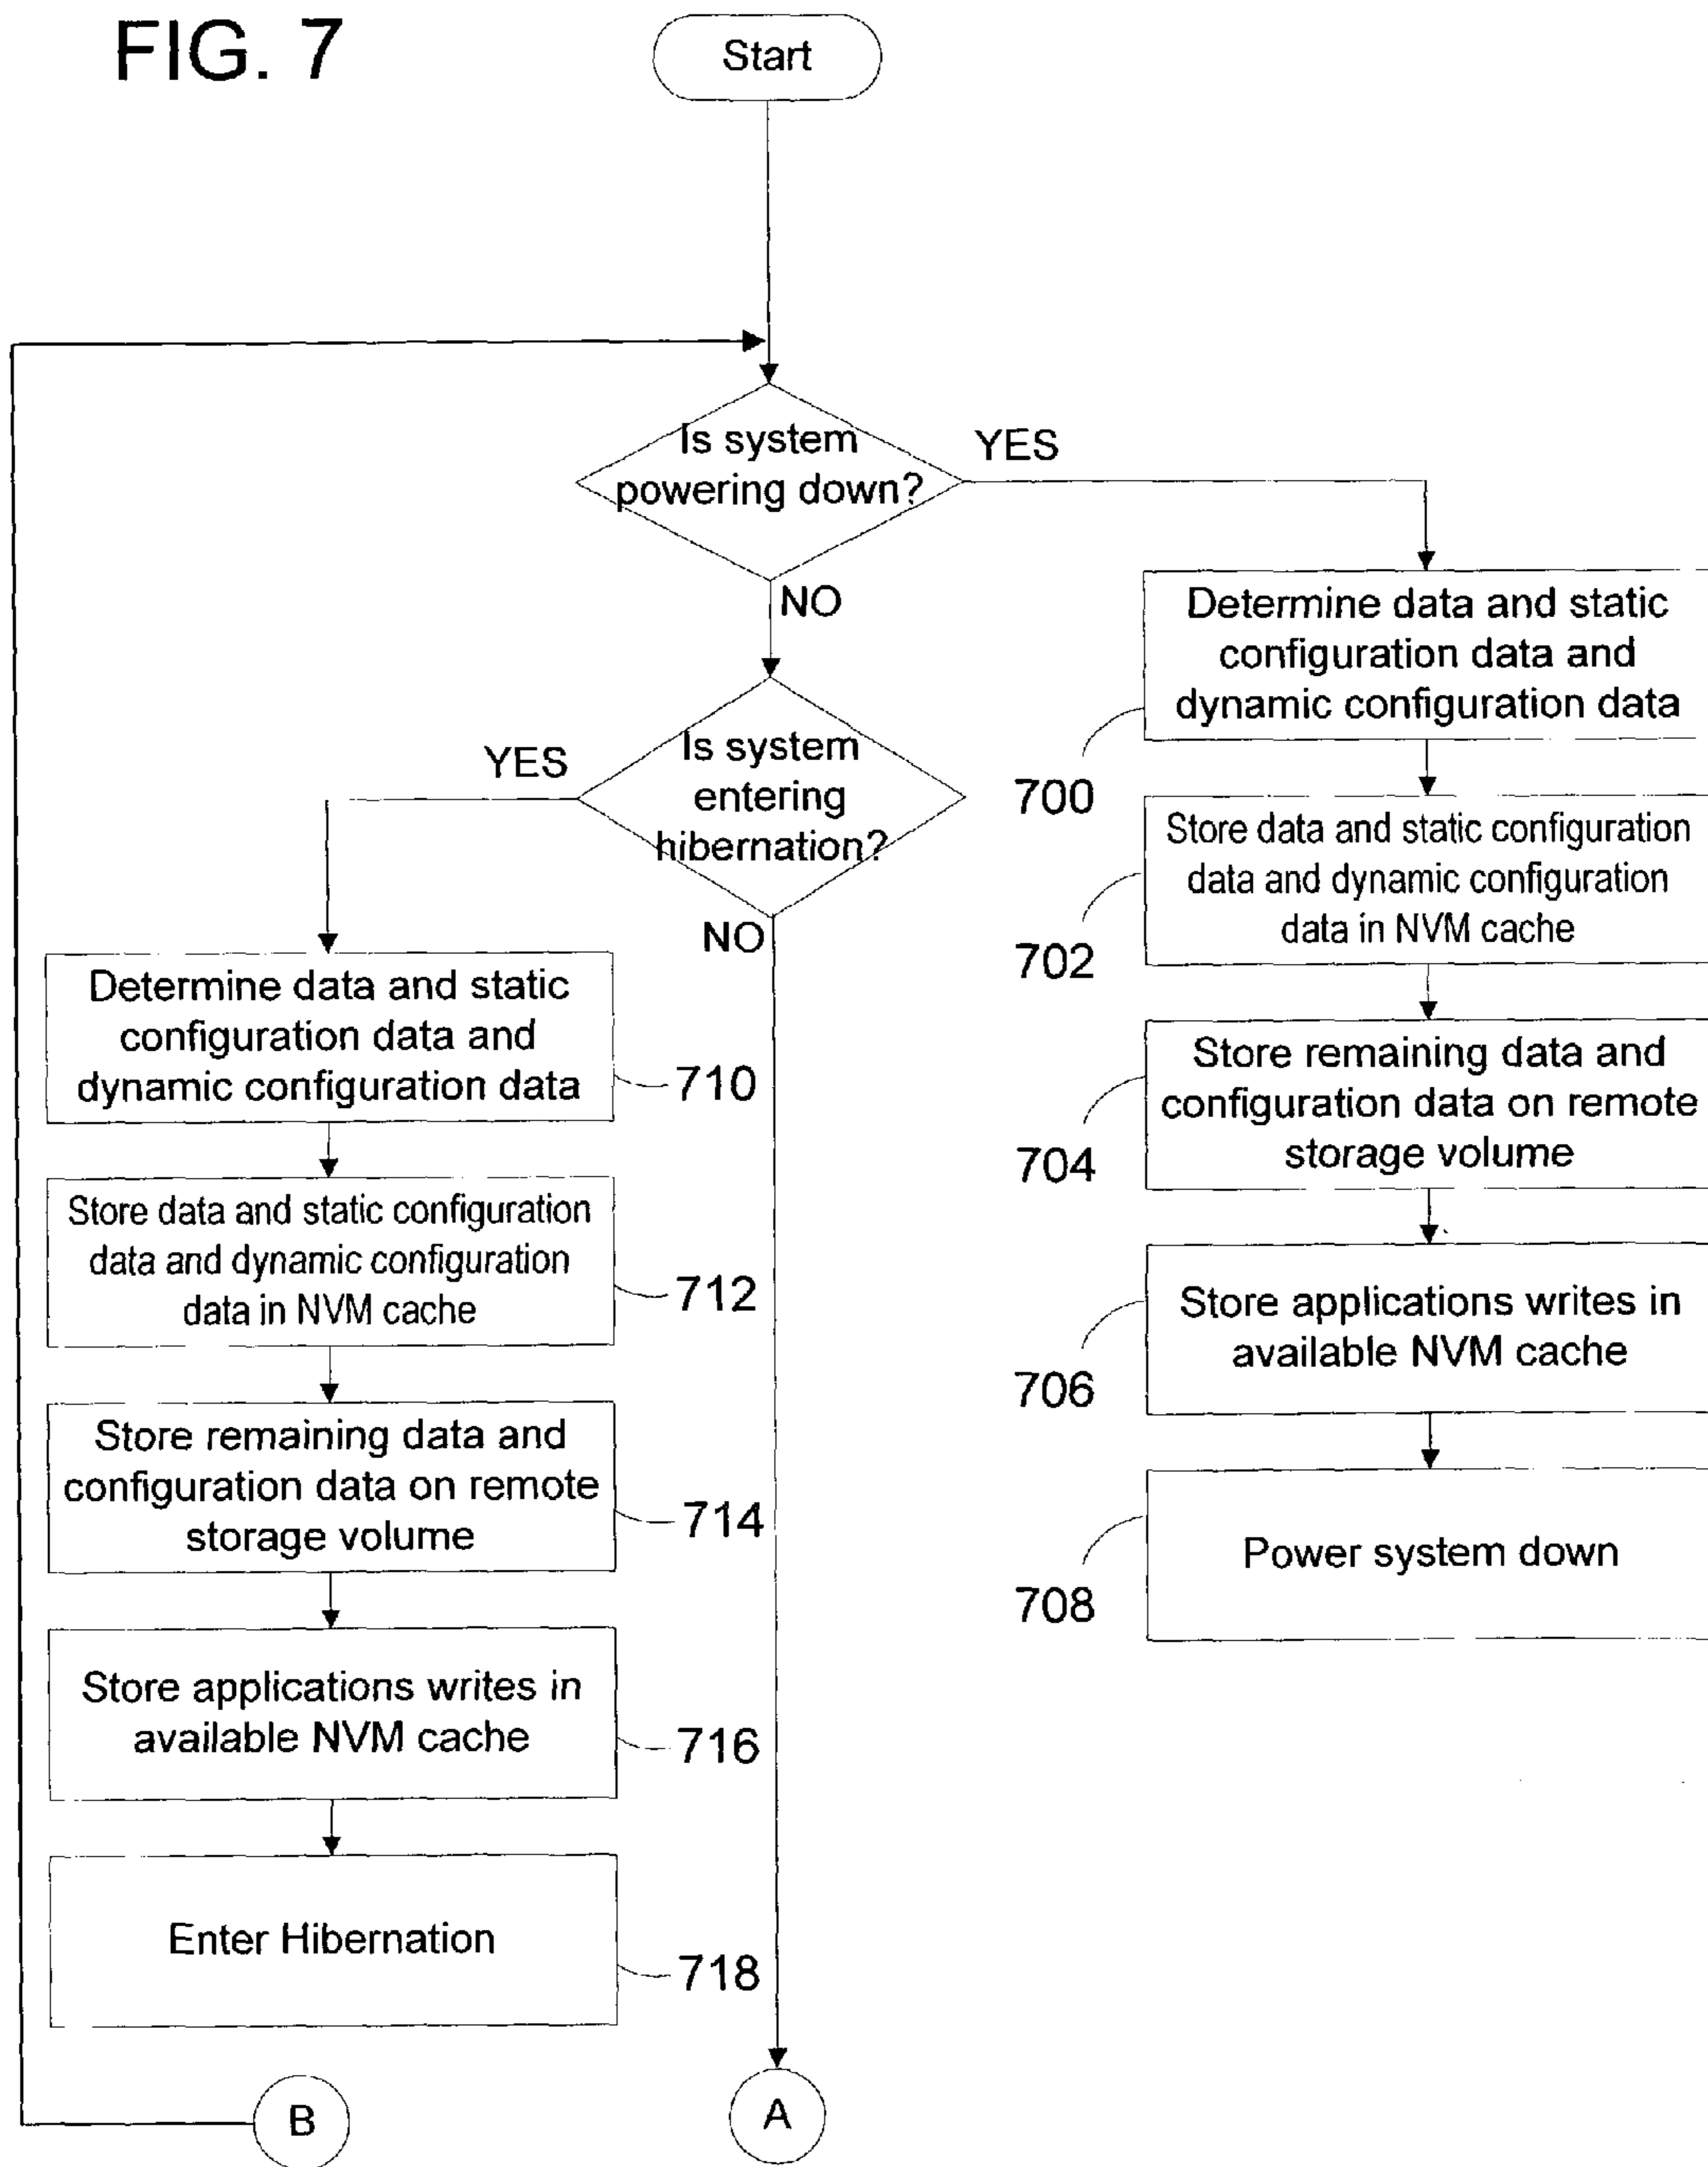 FIG. 7
Start
Is system
powering down?
YES
NO
Determine data and static
configuration data and
dynamic configuration data
700
Store data and static configuration
data and dynamic configuration
data in NVM cache
702
Store remaining data and
configuration data on remote
storage volume
704
Store applications writes in
available NVM cache
706
Power system down
708
Is system
entering
hibernation?
YES
NO
Determine data and static
configuration data and
dynamic configuration data
710
Store data and static configuration
data and dynamic configuration
data in NVM cache
712
Store remaining data and
configuration data on remote
storage volume
714
Store applications writes in
available NVM cache
716
Enter Hibernation
718
B
A